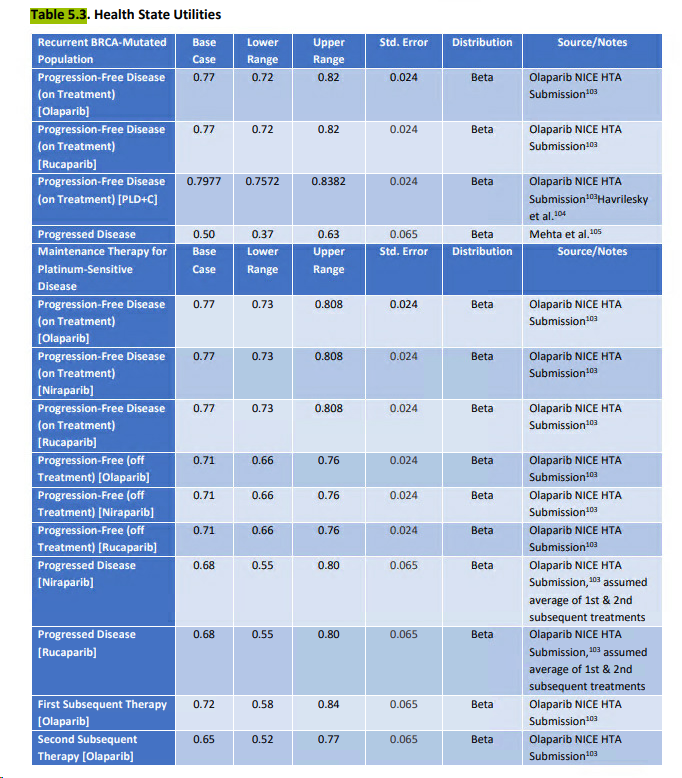 Table 5.3. Health State Utilities
Recurrent BRCA-Mutated Population Base Case Lower Range Upper Range Std. Error Distribution Source/Notes
Progression-Free Disease (on Treatment) [Olaparib] 0.77 0.72 0.82 0.024 Beta Olaparib NICE HTA Submission103
Progression-Free Disease (on Treatment) [Rucaparib] 0.77 0.72 0.82 0.024 Beta Olaparib NICE HTA Submission103
Progression-Free Disease (on Treatment) [PLD+C] 0.7977 0.7572 0.8382 0.024 Beta Olaparib NICE HTA Submission103Havrilesky et al.104
Progressed Disease 0.50 0.37 0.63 0.065 Beta Mehta et al.105
Maintenance Therapy for Platinum-Sensitive Disease Base Case Lower Range Upper Range Std. Error Distribution Source/Notes
Progression-Free Disease (on Treatment) [Olaparib] 0.77 0.73 0.808 0.024 Beta Olaparib NICE HTA Submission103
Progression-Free Disease (on Treatment) [Niraparib] 0.77 0.73 0.808 0.024 Beta Olaparib NICE HTA Submission103
Progression-Free Disease (on Treatment) [Rucaparib] 0.77 0.73 0.808 0.024 Beta Olaparib NICE HTA Submission103
Progression-Free (off Treatment) [Olaparib] 0.71 0.66 0.76 0.024 Beta Olaparib NICE HTA Submission103
Progression-Free (off Treatment) [Niraparib] 0.71 0.66 0.76 0.024 Beta Olaparib NICE HTA Submission103
Progression-Free (off Treatment) [Rucaparib] 0.71 0.66 0.76 0.024 Beta Olaparib NICE HTA Submission103
Progressed Disease [Niraparib] 0.68 0.55 0.80 0.065 Beta Olaparib NICE HTA Submission,103 assumed average of 1st & 2nd subsequent treatments
Progressed Disease [Rucaparib] 0.68 0.55 0.80 0.065 Beta Olaparib NICE HTA Submission,103 assumed average of 1st & 2nd subsequent treatments
First Subsequent Therapy [Olaparib] 0.72 0.58 0.84 0.065 Beta Olaparib NICE HTA Submission103
Second Subsequent Therapy [Olaparib] 0.65 0.52 0.77 0.065 Beta Olaparib NICE HTA Submission103